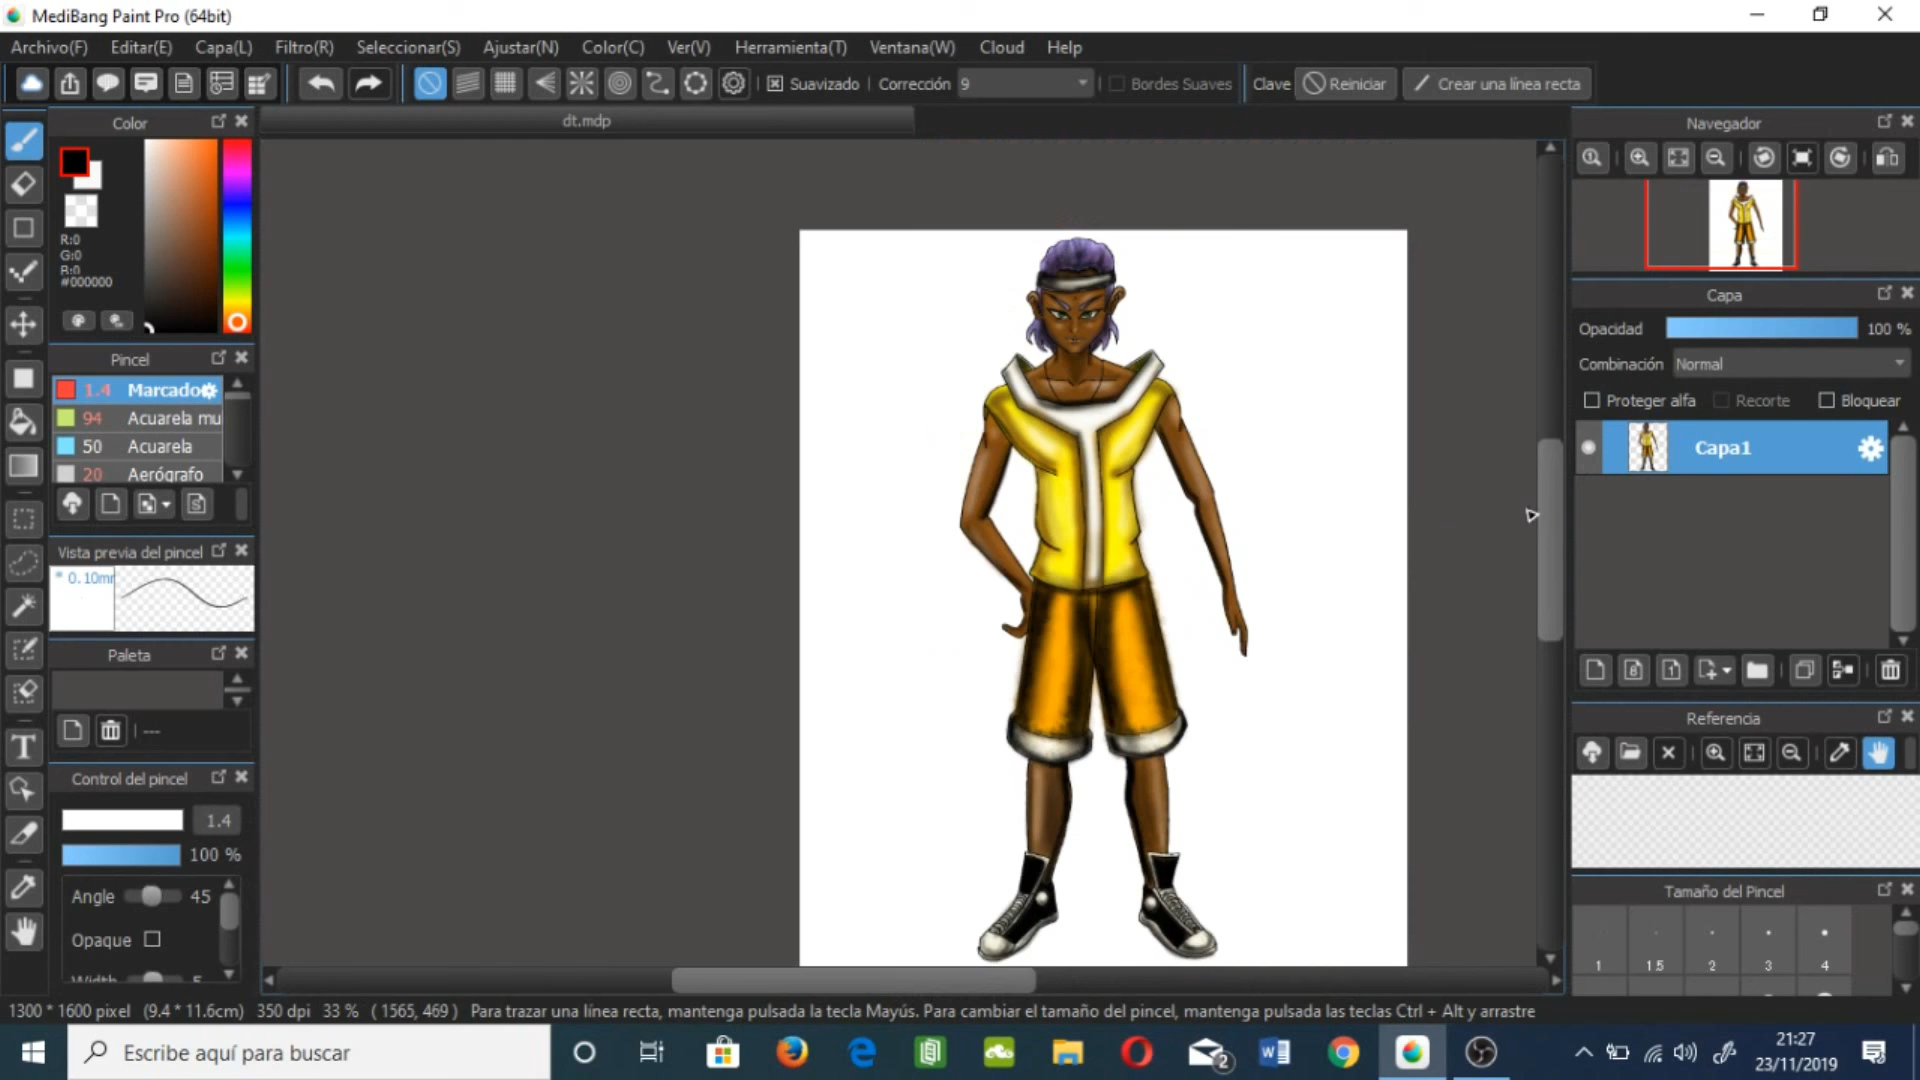 MediBang Paint Pro (64bit)
Archivo(F) Editar(E) Capa(L) Filtro(R) Seleccionar(S) Ajustar(N) Color(C) Ver(V) Herramienta(T) Ventana(W) Cloud Help
Suavizado Corrección 9 Bordes Suaves Clave Reiniciar Crear una línea recta
Color
dt.mdp
R:0
G:0
B:0
#000000
Pincel
1.4 Marcado
94 Acuarela mu
50 Acuarela
20 Aerógrafo
Vista previa del pincel
* 0.10mm
Paleta
---
Control del pincel
1.4
100 %
Angle 45
Opaque
Width 5
Navegador
Capa
Opacidad 100 %
Combinación Normal
Proteger alfa Recorte Bloquear
Capa1
8 1
Referencia
Tamaño del Pincel
1 1.5 2 3 4
1300 * 1600 pixel (9.4 * 11.6cm) 350 dpi 33 % ( 1565, 469 ) Para trazar una línea recta, mantenga pulsada la tecla Mayús. Para cambiar el tamaño del pincel, mantenga pulsada las teclas Ctrl + Alt y arrastre
Escribe aquí para buscar
2
21:27
23/11/2019